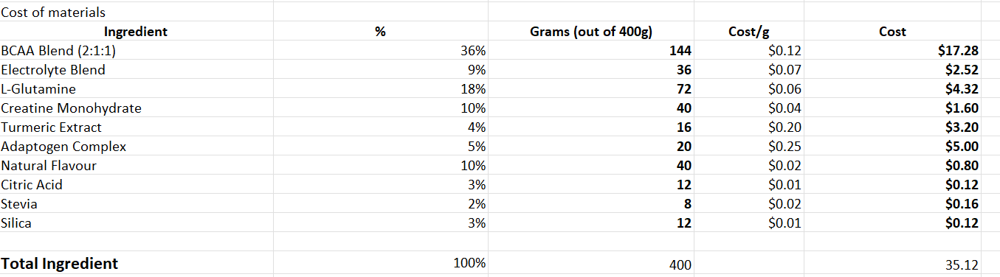 Cost of materials
Ingredient % Grams (out of 400g) Cost/g Cost
BCAA Blend (2:1:1) 36% 144 $0.12 $17.28
Electrolyte Blend 9% 36 $0.07 $2.52
L-Glutamine 18% 72 $0.06 $4.32
Creatine Monohydrate 10% 40 $0.04 $1.60
Turmeric Extract 4% 16 $0.20 $3.20
Adaptogen Complex 5% 20 $0.25 $5.00
Natural Flavour 10% 40 $0.02 $0.80
Citric Acid 3% 12 $0.01 $0.12
Stevia 2% 8 $0.02 $0.16
Silica 3% 12 $0.01 $0.12
Total Ingredient 100% 400 35.12